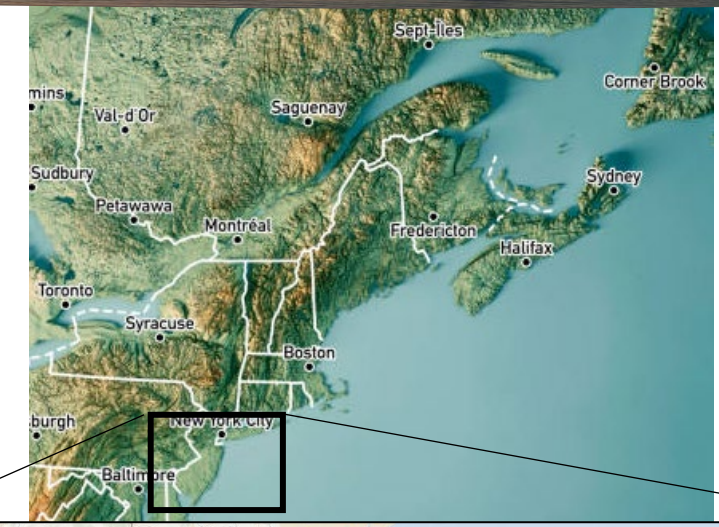 Sept-Îles
Corner Brook
mins
Val-d'Or
Saguenay
Sudbury
Sydney
Petawawa
Montréal
Fredericton
Halifax
Toronto
Syracuse
Boston
burgh
New York City
Baltimore